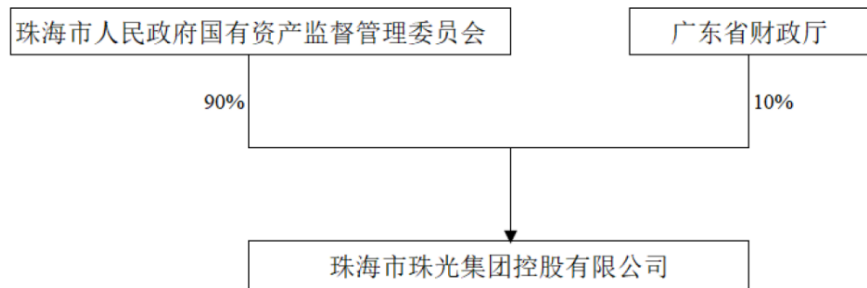 珠海市人民政府国有资产监督管理委员会
广东省财政厅
90%
10%
珠海市珠光集团控股有限公司